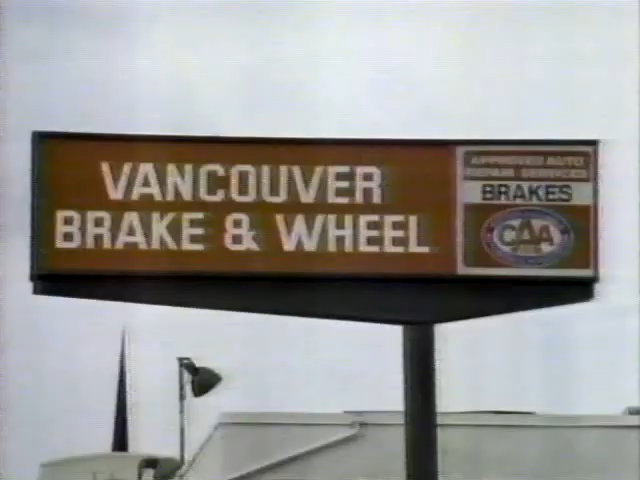 VANCOUVER
BRAKE & WHEEL
APPROVED AUTO
REPAIR SERVICES
BRAKES
CAA